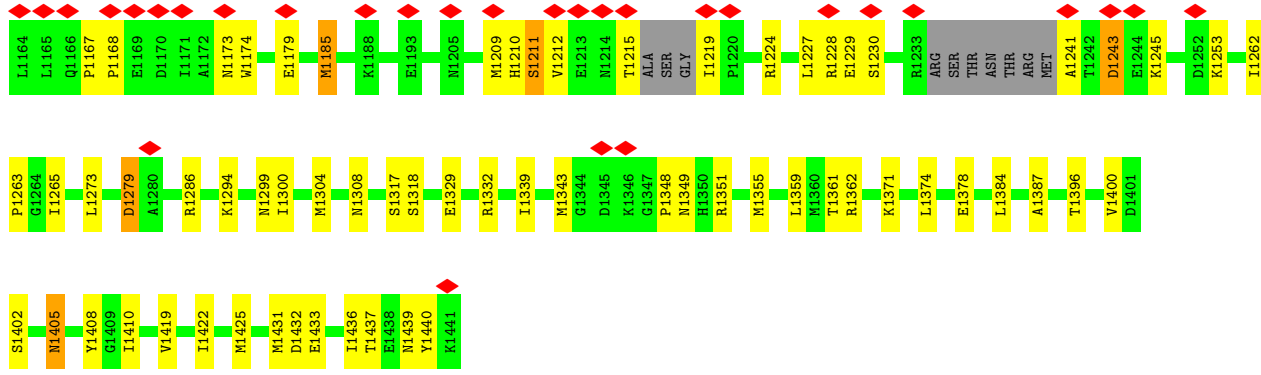 L1164 L1165 Q1166 P1167 P1168 E1169 D1170 I1171 A1172 N1173 W1174 E1179 M1185 K1188 E1193 N1205 M1209 H1210 S1211 V1212 E1213 N1214 T1215 ALA SER GLY I1219 P1220 R1224 L1227 R1228 E1229 S1230 R1233 ARG SER THR ASN THR ARG MET A1241 T1242 D1243 E1244 K1245 D1252 K1253 I1262
P1263 G1264 I1265 L1273 D1279 A1280 R1286 K1294 N1299 I1300 M1304 N1308 S1317 S1318 E1329 R1332 I1339 M1343 G1344 D1345 K1346 G1347 P1348 N1349 H1350 R1351 M1355 L1359 M1360 T1361 R1362 K1371 L1374 E1378 L1384 A1387 T1396 V1400 D1401
S1402 N1405 Y1408 G1409 I1410 V1419 I1422 M1425 M1431 D1432 E1433 I1436 T1437 E1438 N1439 Y1440 K1441